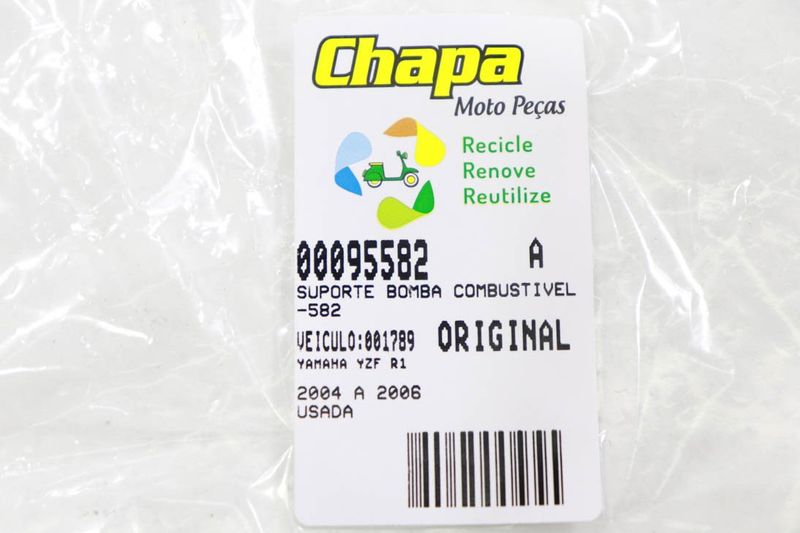 Chapa
Moto Peças
Recicle
Renove
Reutilize
00095582 A
SUPORTE BOMBA COMBUSTIVEL
-582
VEICULO:001789 ORIGINAL
YAMAHA YZF R1
2004 A 2006
USADA